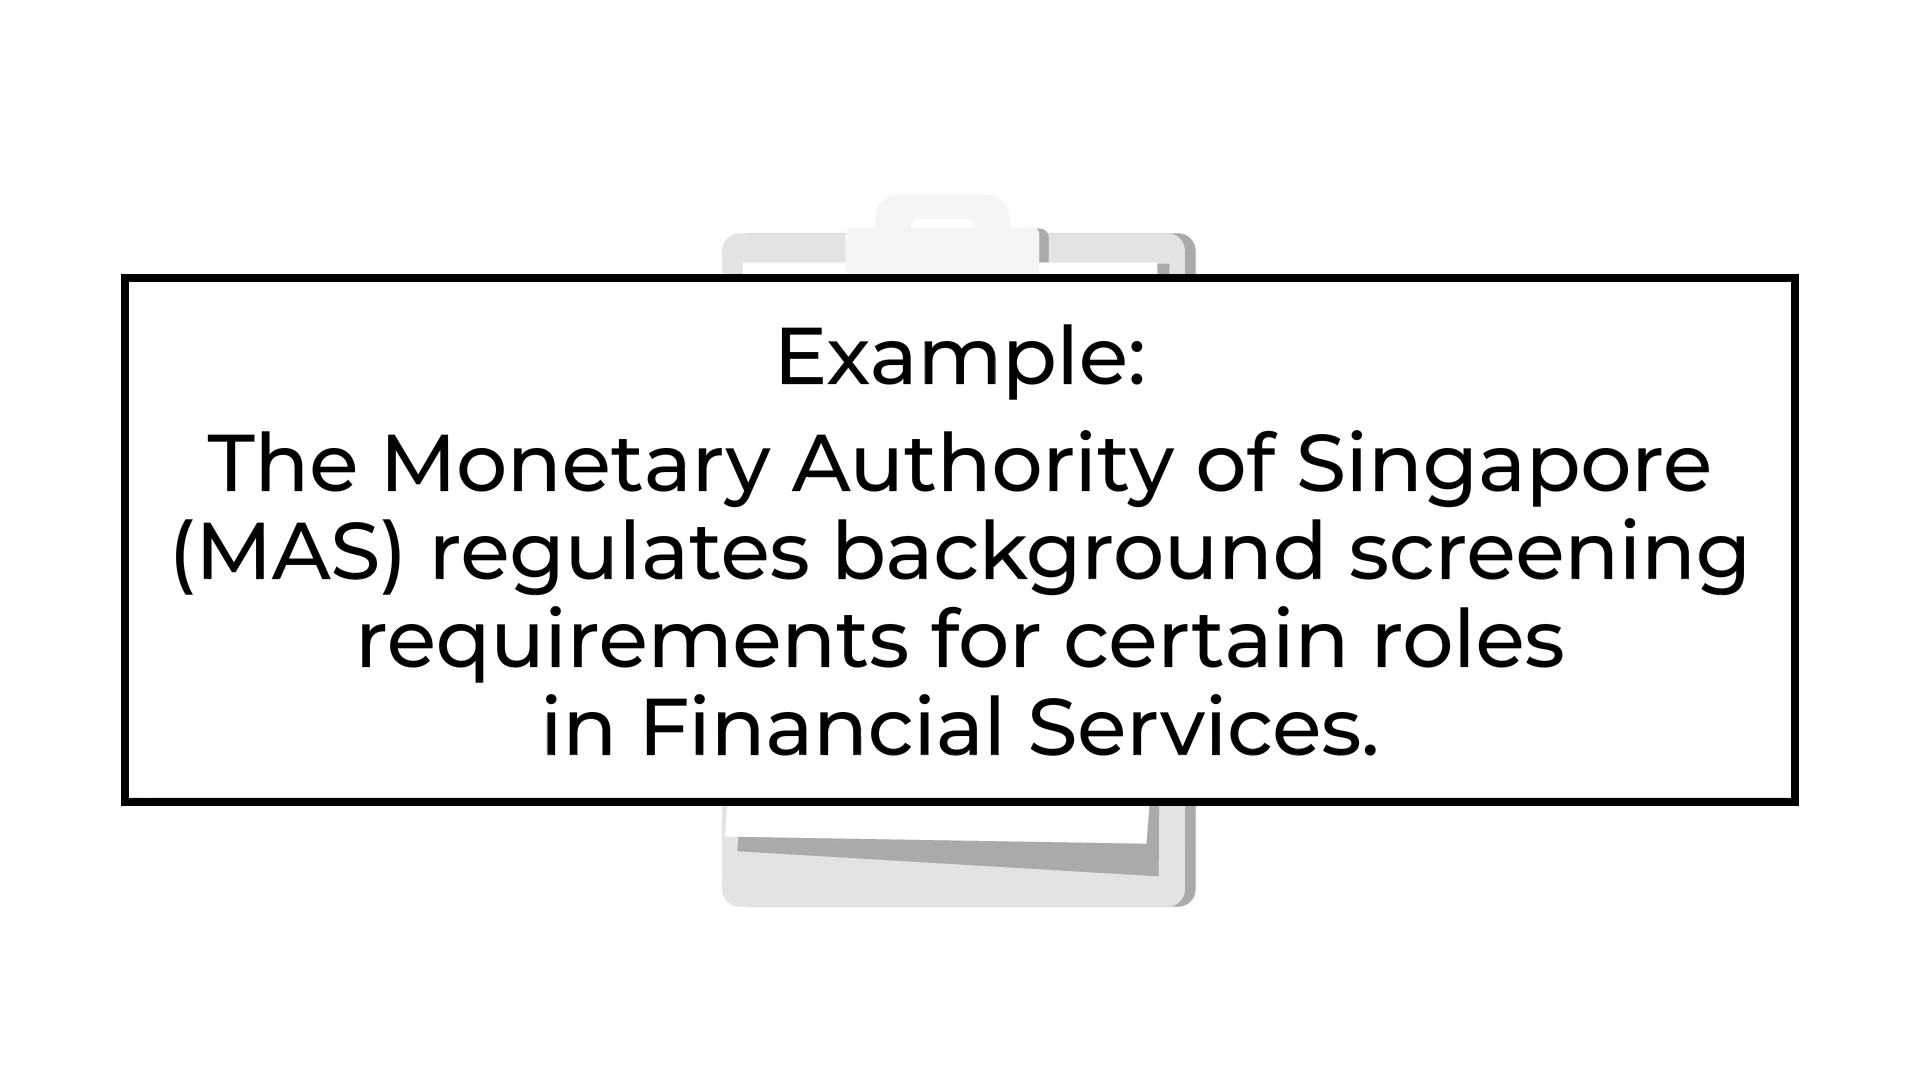 Example:
The Monetary Authority of Singapore
(MAS) regulates background screening
requirements for certain roles
in Financial Services.